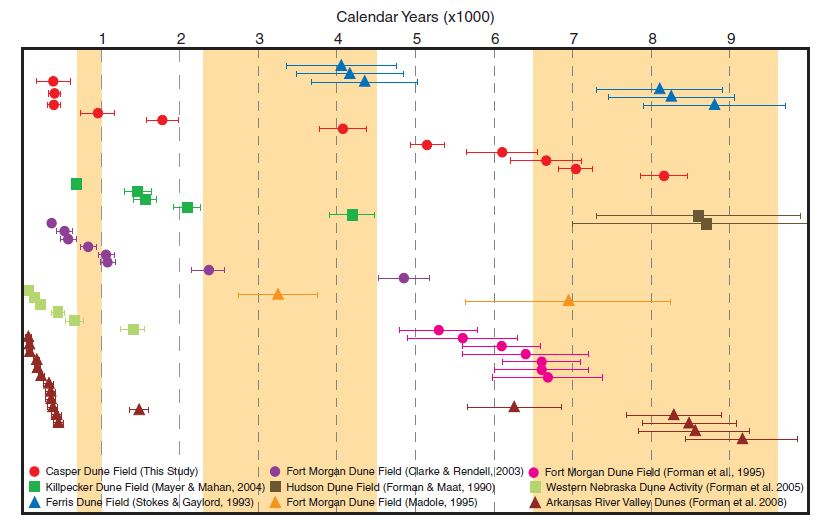 Calendar Years (x1000)
1 2 3 4 5 6 7 8 9
Casper Dune Field (This Study) Fort Morgan Dune Field (Clarke & Rendell, 2003) Fort Morgan Dune Field (Forman et al., 1995)
Killpecker Dune Field (Mayer & Mahan, 2004) Hudson Dune Field (Forman & Maat, 1990) Western Nebraska Dune Activity (Forman et al. 2005)
Ferris Dune Field (Stokes & Gaylord, 1993) Fort Morgan Dune Field (Madole, 1995) Arkansas River Valley Dunes (Forman et al. 2008)